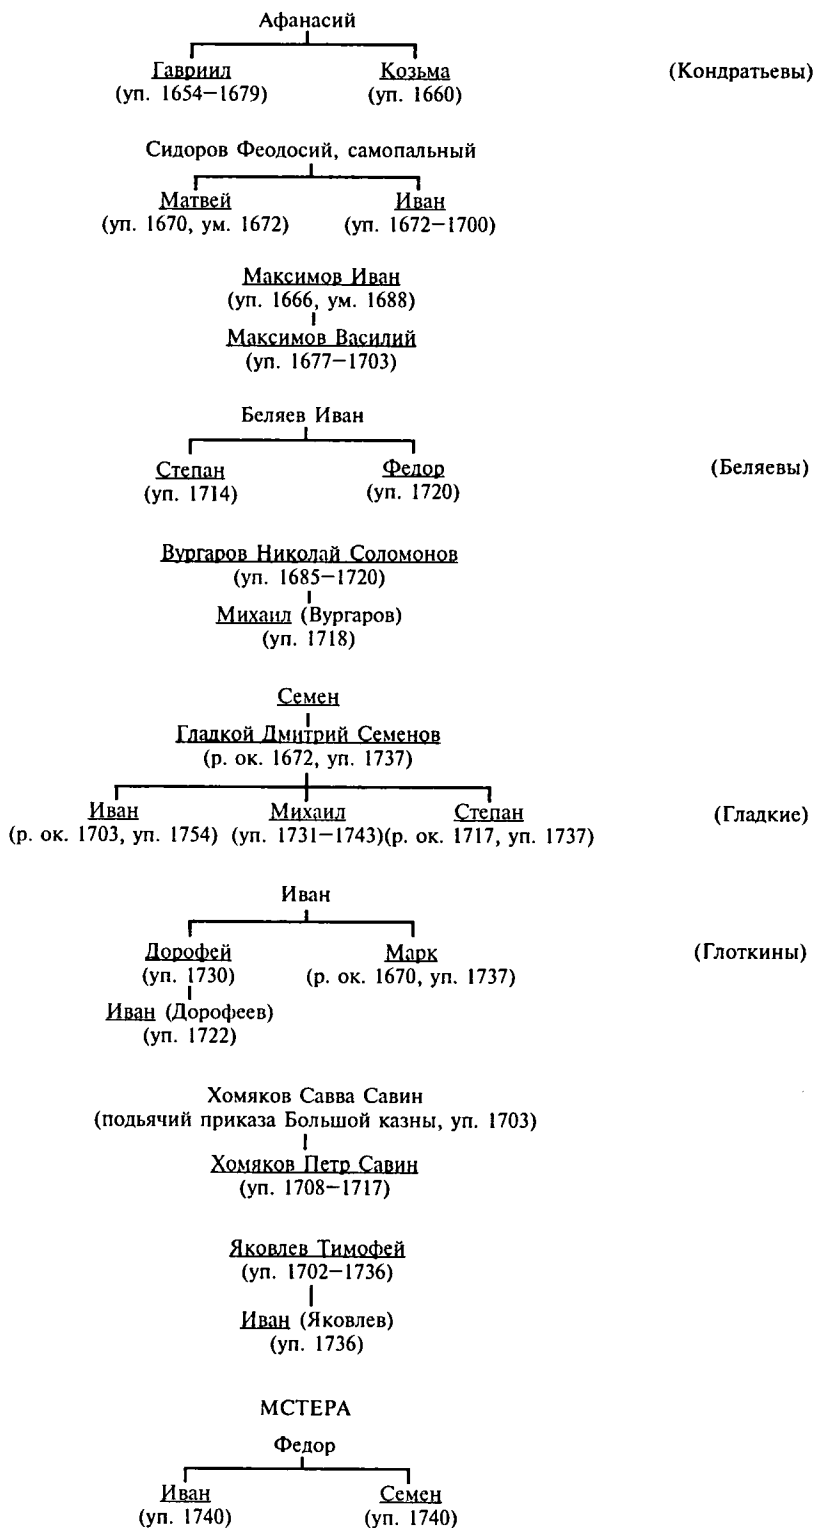 Афанасий
Гавриил Козьма (Кондратьевы)
(уп. 1654—1679) (уп. 1660)
Сидоров Феодосий, самопальный
Матвей Иван
(уп. 1670, ум. 1672) (уп. 1672—1700)
Максимов Иван
(уп. 1666, ум. 1688)
Максимов Василий
(уп. 1677—1703)
Беляев Иван
Степан Федор (Беляевы)
(уп. 1714) (уп. 1720)
Вургаров Николай Соломонов
(уп. 1685—1720)
Михаил (Вургаров)
(уп. 1718)
Семен
Гладкой Дмитрий Семенов
(р. ок. 1672, уп. 1737)
Иван Михаил Степан (Гладкие)
(р. ок. 1703, уп. 1754) (уп. 1731—1743)(р. ок. 1717, уп. 1737)
Иван
Дорофей Марк (Глоткины)
(уп. 1730) (р. ок. 1670, уп. 1737)
Иван (Дорофеев)
(уп. 1722)
Хомяков Савва Савин
(подьячий приказа Большой казны, уп. 1703)
Хомяков Петр Савин
(уп. 1708—1717)
Яковлев Тимофей
(уп. 1702—1736)
Иван (Яковлев)
(уп. 1736)
МСТЕРА
Федор
Иван Семен
(уп. 1740) (уп. 1740)